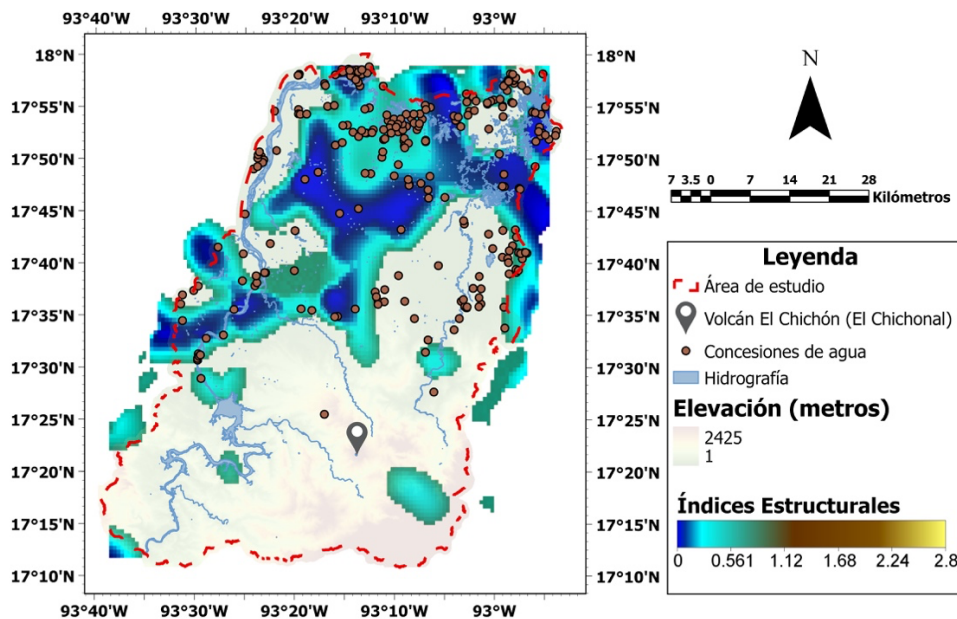 93°40'W 93°30'W 93°20'W 93°10'W 93°W
18°N 18°N
17°55'N 17°55'N
17°50'N 17°50'N
17°45'N 17°45'N
17°40'N 17°40'N
17°35'N 17°35'N
17°30'N 17°30'N
17°25'N 17°25'N
17°20'N 17°20'N
17°15'N 17°15'N
17°10'N 17°10'N
93°40'W 93°30'W 93°20'W 93°10'W 93°W
N
7 3.5 0 7 14 21 28
Kilómetros
Leyenda
Área de estudio
Volcán El Chichón (El Chichonal)
Concesiones de agua
Hidrografía
Elevación (metros)
2425
1
Índices Estructurales
0 0.561 1.12 1.68 2.24 2.8